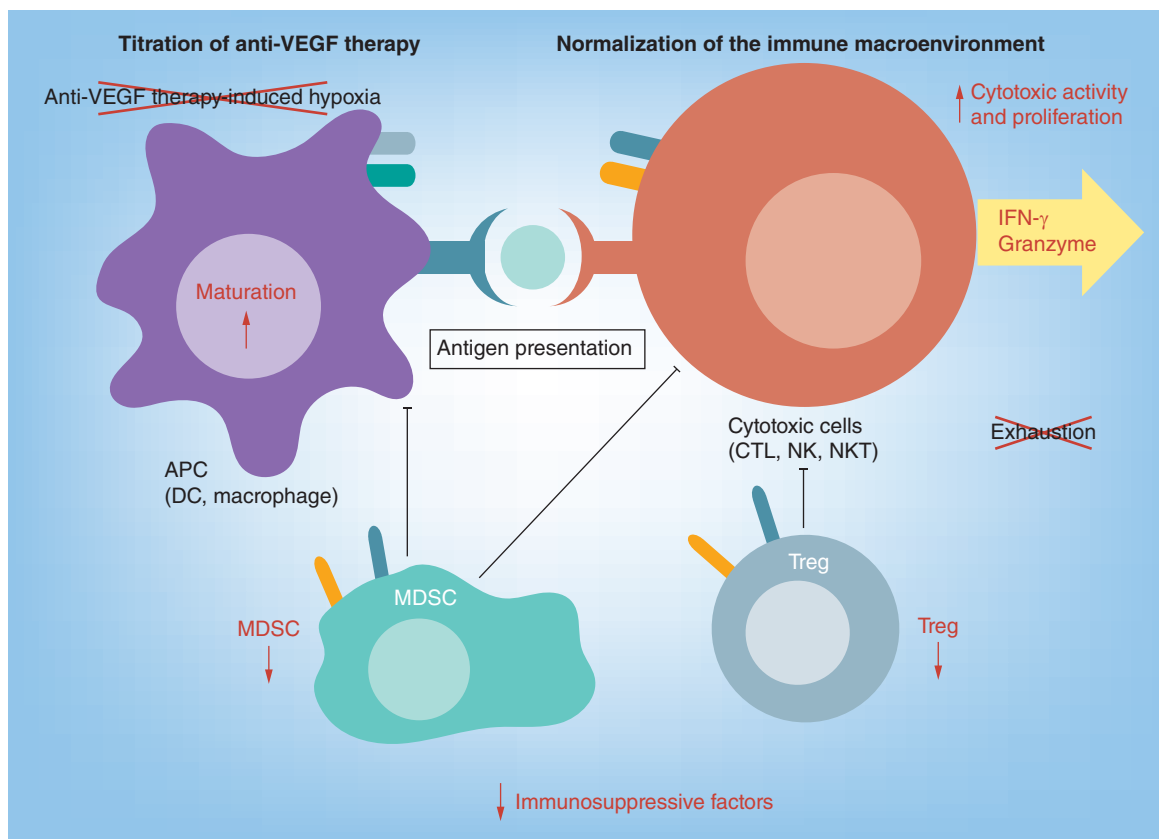 Titration of anti-VEGF therapy
Normalization of the immune macroenvironment
Anti-VEGF therapy-induced hypoxia
Cytotoxic activity
and proliferation
IFN-γ
Granzyme
Maturation
Antigen presentation
Cytotoxic cells
(CTL, NK, NKT)
Exhaustion
APC
(DC, macrophage)
MDSC
Treg
MDSC
Treg
Immunosuppressive factors